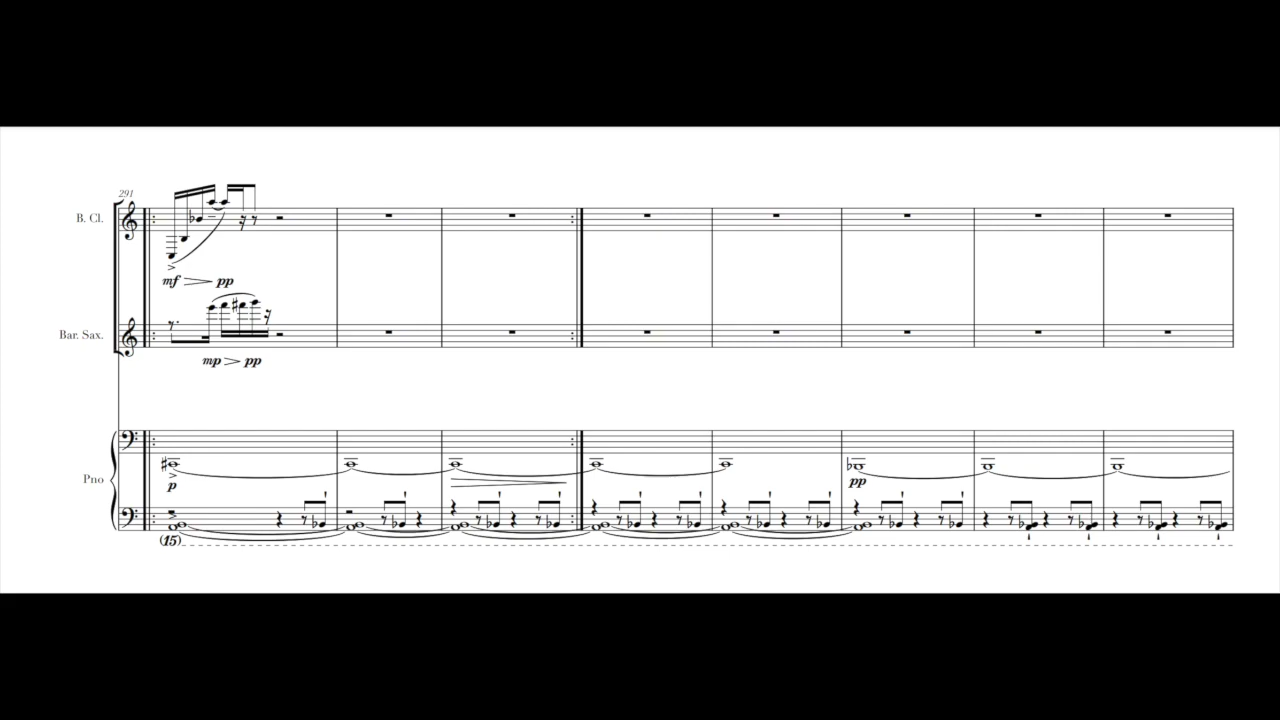 291
B. Cl.
mf pp
Bar. Sax.
mp pp
Pno
p
pp
(15)